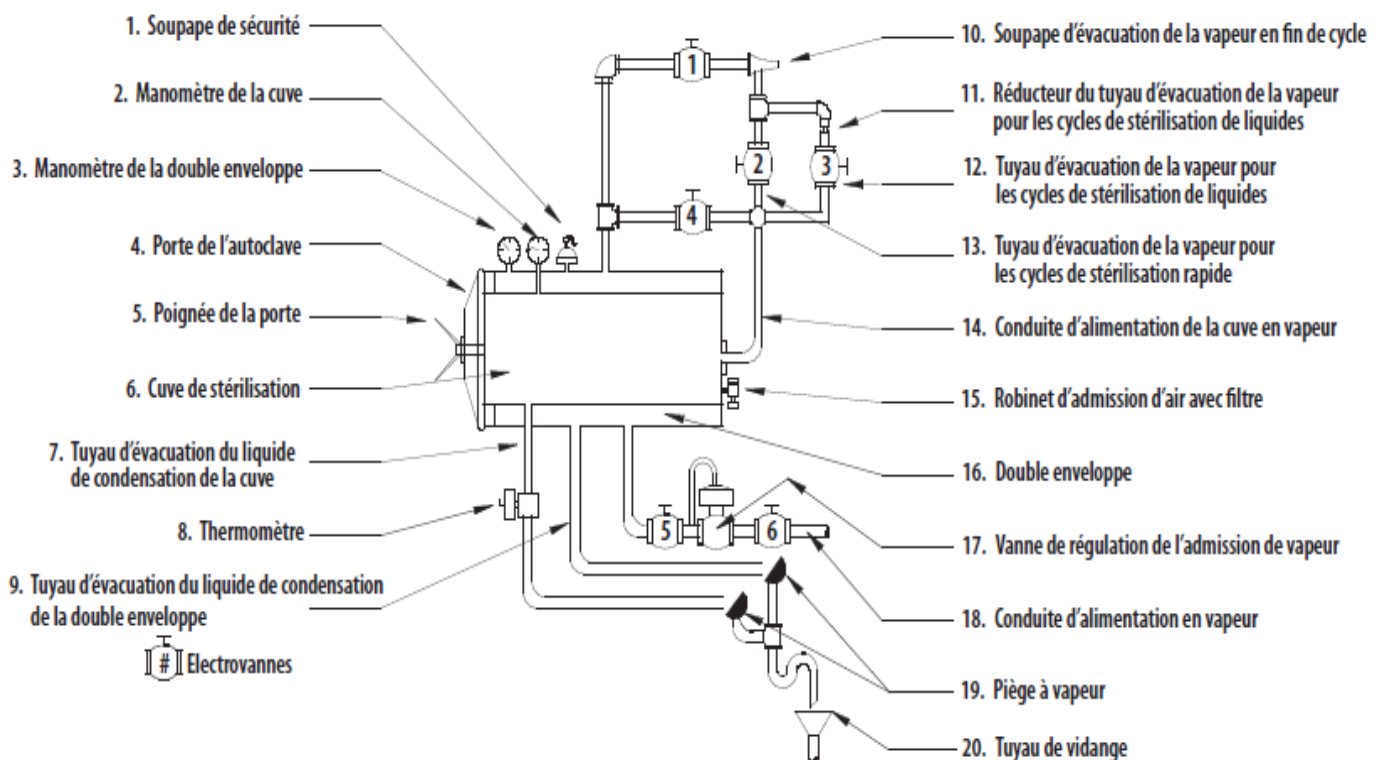 1. Soupape de sécurité
2. Manomètre de la cuve
3. Manomètre de la double enveloppe
4. Porte de l'autoclave
5. Poignée de la porte
6. Cuve de stérilisation
7. Tuyau d'évacuation du liquide
de condensation de la cuve
8. Thermomètre
9. Tuyau d'évacuation du liquide de condensation
de la double enveloppe
# Electrovannes
1
2
3
4
5
6
10. Soupape d'évacuation de la vapeur en fin de cycle
11. Réducteur du tuyau d'évacuation de la vapeur
pour les cycles de stérilisation de liquides
12. Tuyau d'évacuation de la vapeur pour
les cycles de stérilisation de liquides
13. Tuyau d'évacuation de la vapeur pour
les cycles de stérilisation rapide
14. Conduite d'alimentation de la cuve en vapeur
15. Robinet d'admission d'air avec filtre
16. Double enveloppe
17. Vanne de régulation de l'admission de vapeur
18. Conduite d'alimentation en vapeur
19. Piège à vapeur
20. Tuyau de vidange